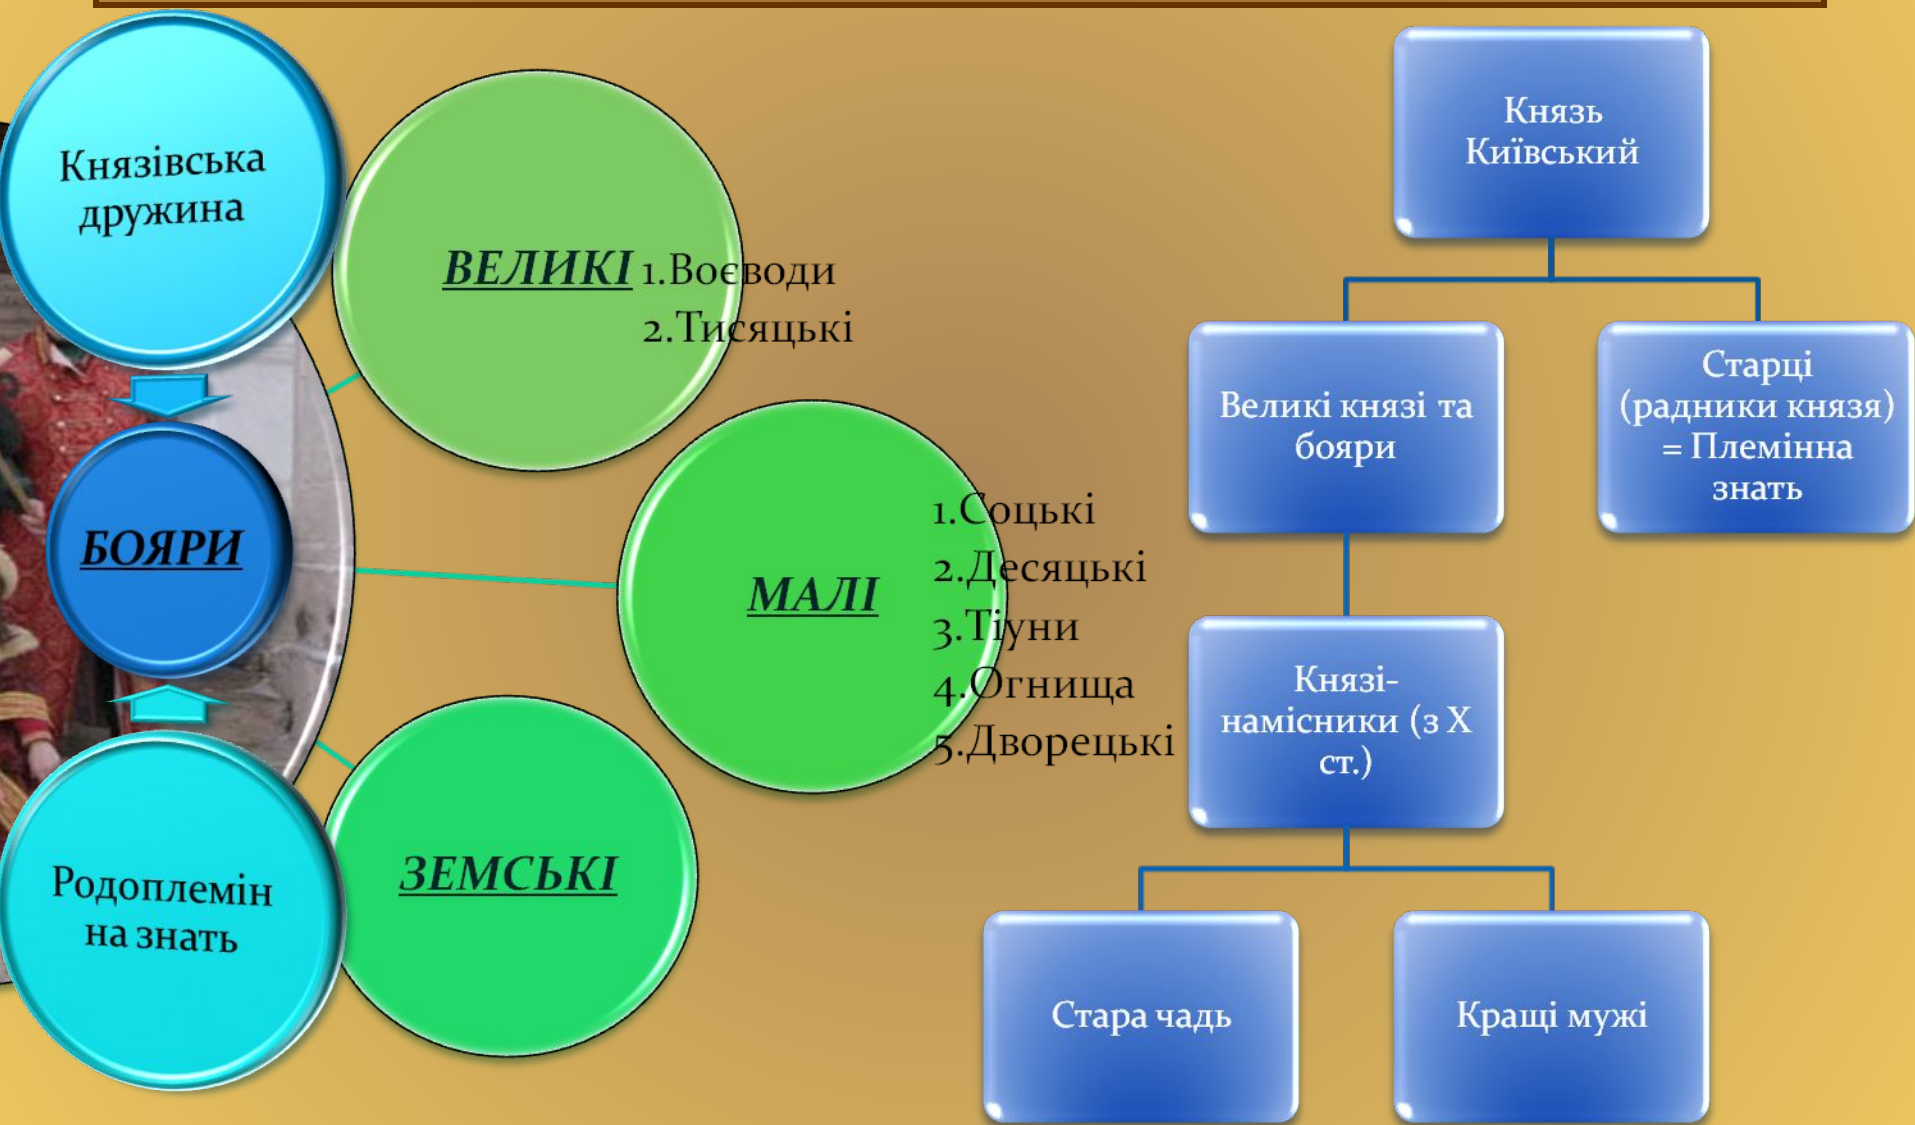 Князівська
дружина
БОЯРИ
Родоплемін
на знать
ВЕЛИКІ
1.Воєводи
2.Тисяцькі
МАЛІ
1.Соцькі
2.Десяцькі
3.Тіуни
4.Огнища
5.Дворецькі
ЗЕМСЬКІ
Князь
Київський
Великі князі та
бояри
Старці
(радники князя)
= Племінна
знать
Князі-
намісники (з X
ст.)
Стара чадь
Кращі мужі